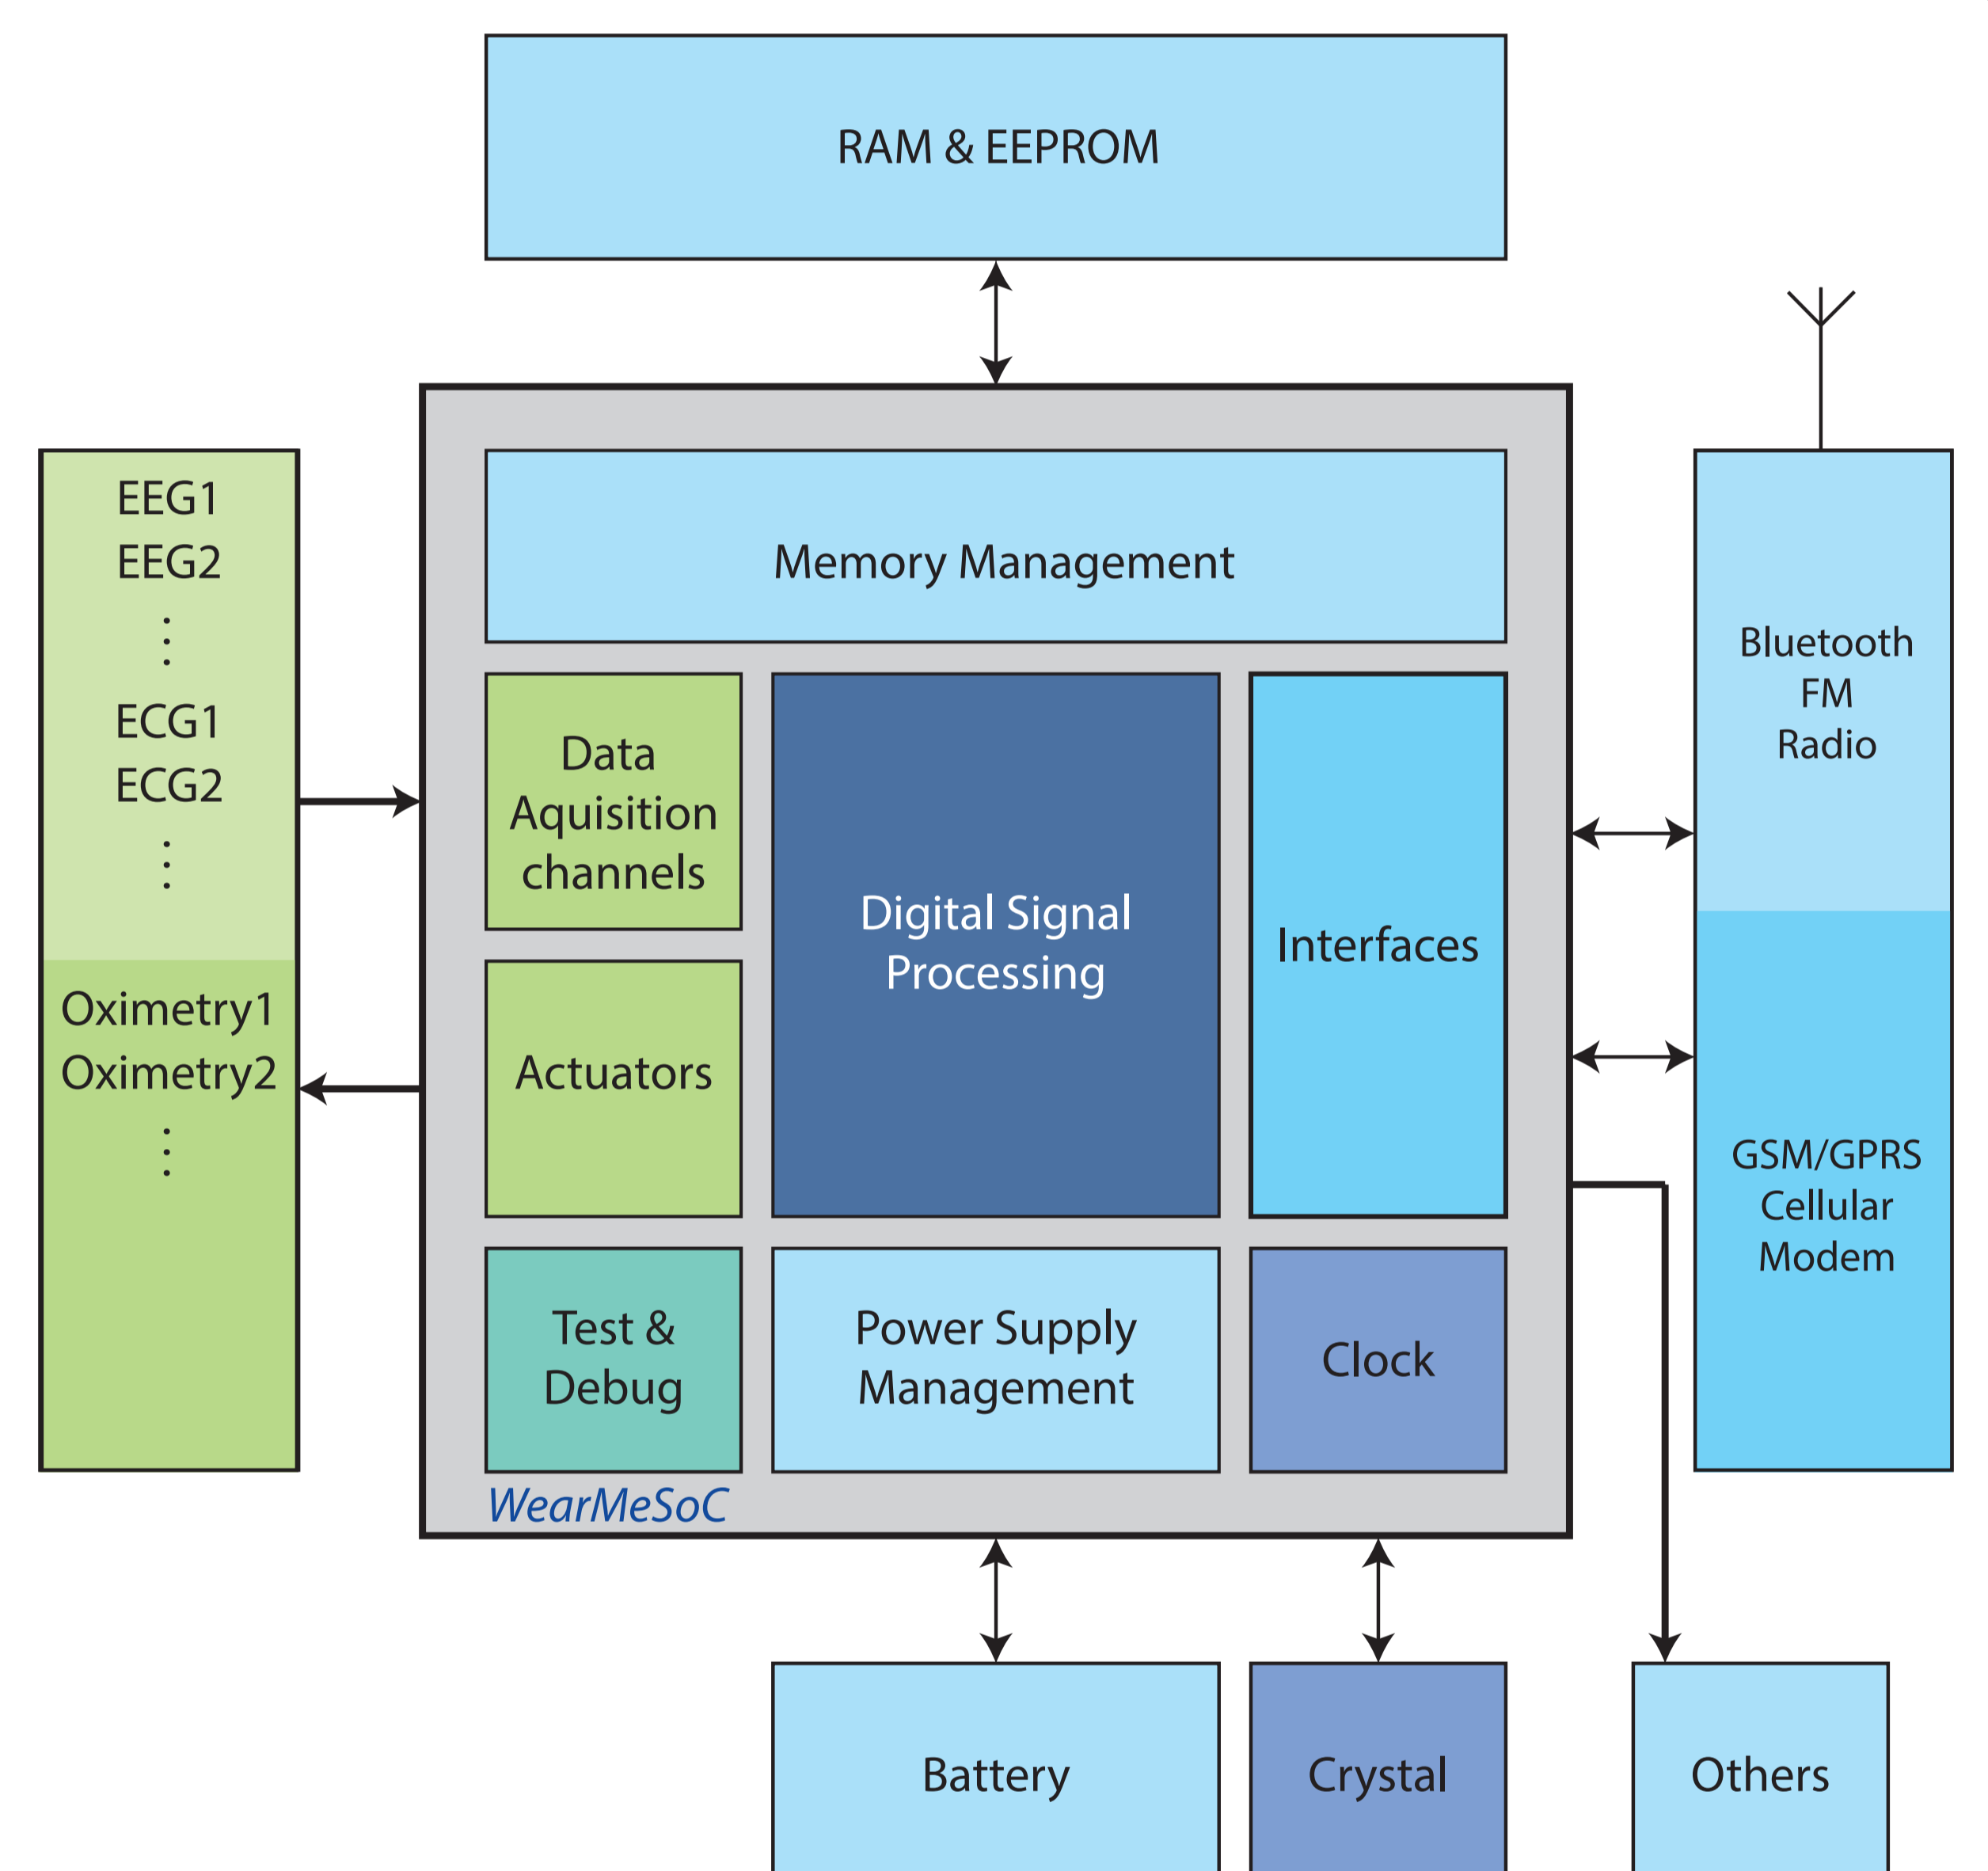 RAM & EEPROM
EEG1
EEG2
⋮
ECG1
ECG2
⋮
Oximetry1
Oximetry2
⋮
Memory Management
Data
Aqusition
channels
Actuators
Digital Signal
Processing
Interfaces
Test &
Debug
Power Supply
Management
Clock
WearMeSoC
Bluetooth
FM
Radio
GSM/GPRS
Cellular
Modem
Battery
Crystal
Others